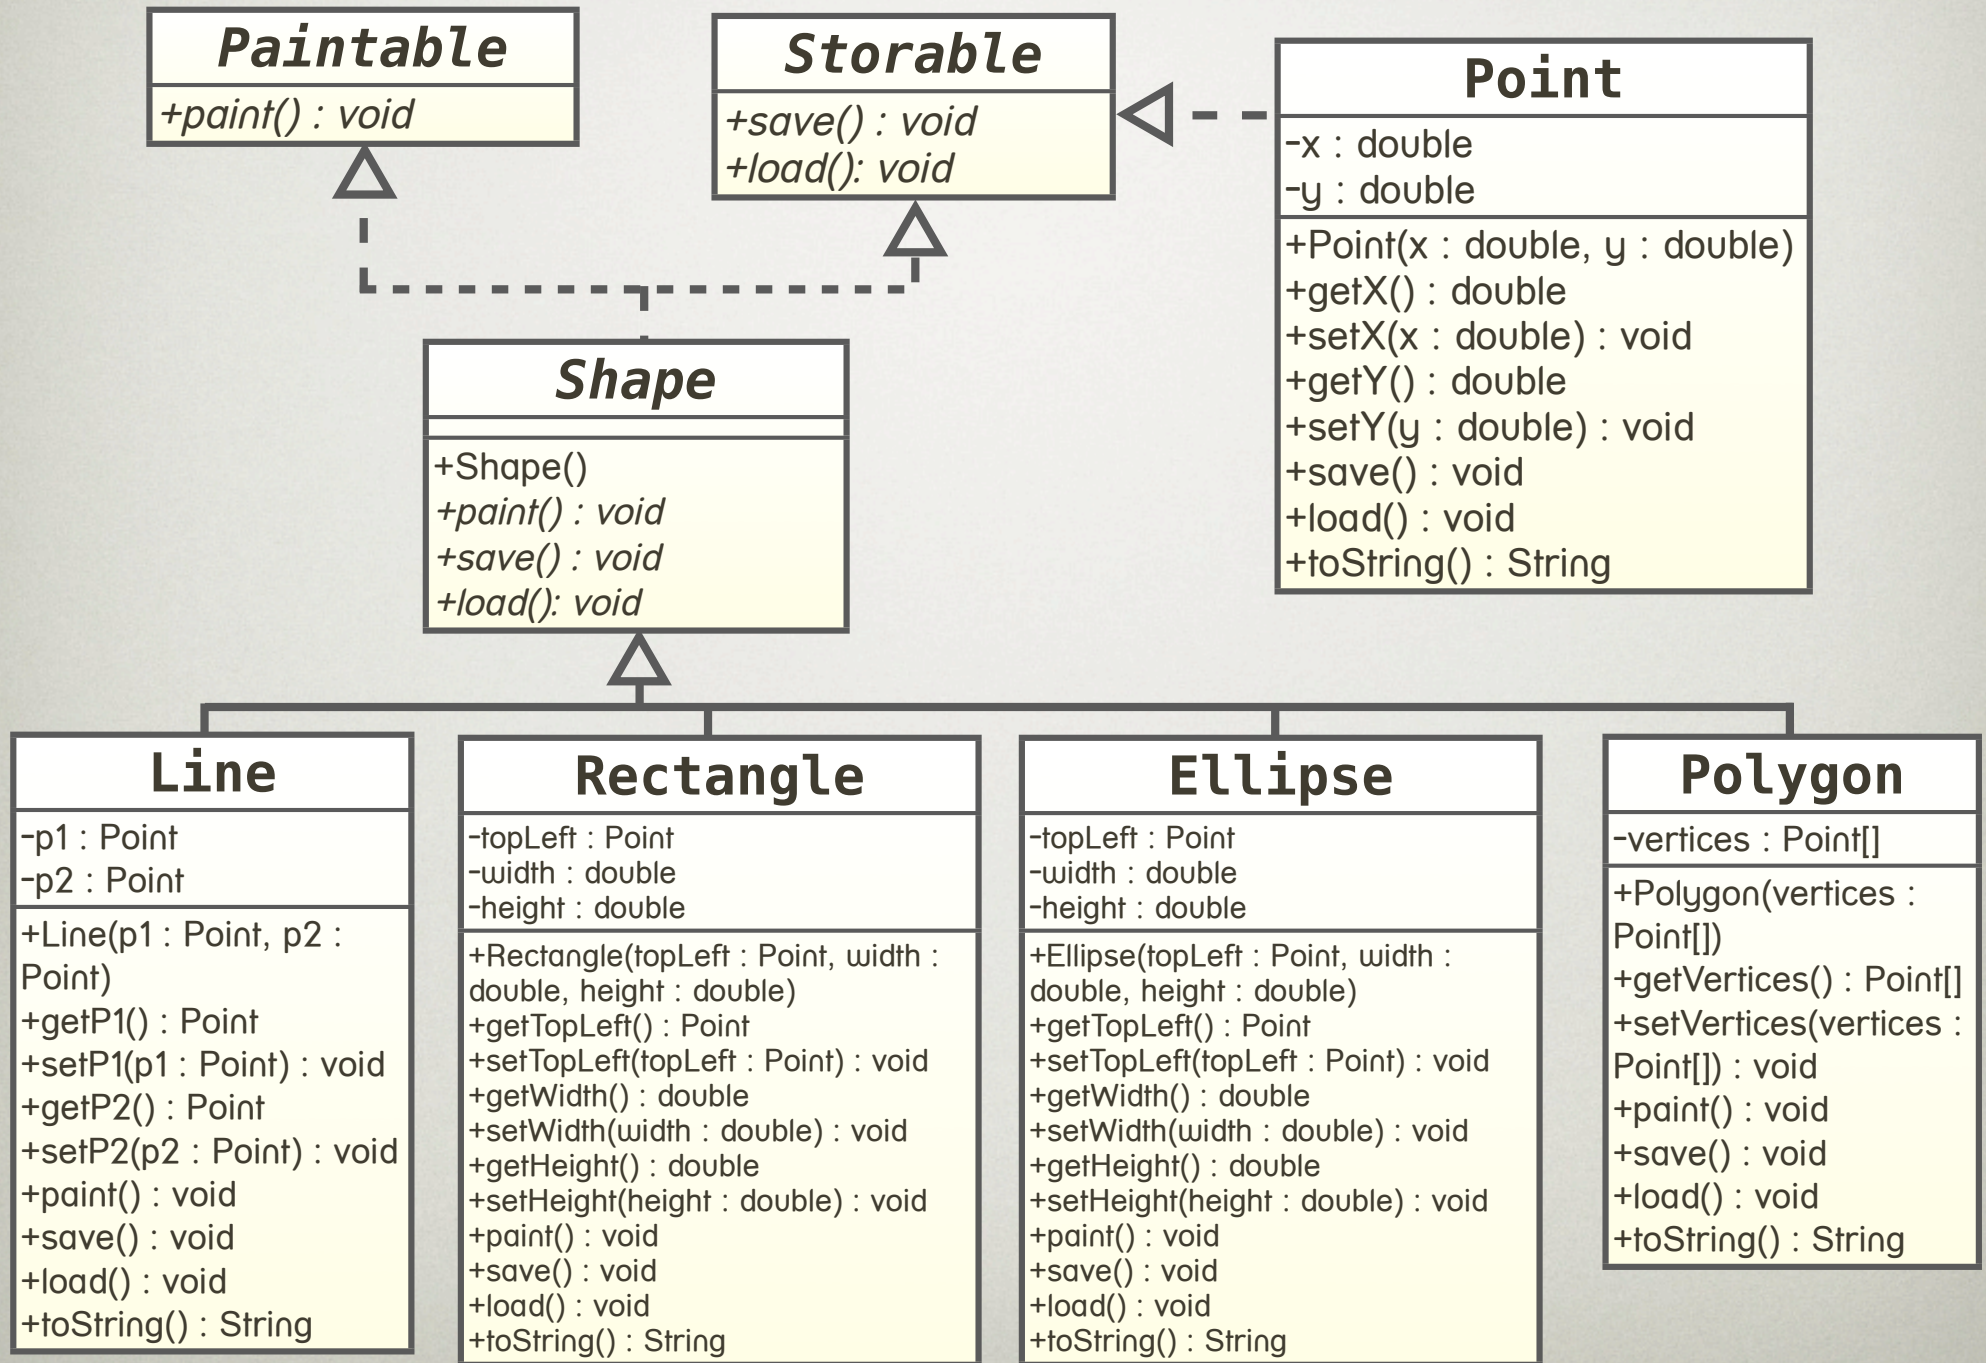 Paintable
+paint() : void
Storable
+save() : void
+load(): void
Point
-x : double
-y : double
+Point(x : double, y : double)
+getX() : double
+setX(x : double) : void
+getY() : double
+setY(y : double) : void
+save() : void
+load() : void
+toString() : String
Shape
+Shape()
+paint() : void
+save() : void
+load(): void
Line
-p1 : Point
-p2 : Point
+Line(p1 : Point, p2 :
Point)
+getP1() : Point
+setP1(p1 : Point) : void
+getP2() : Point
+setP2(p2 : Point) : void
+paint() : void
+save() : void
+load() : void
+toString() : String
Rectangle
-topLeft : Point
-width : double
-height : double
+Rectangle(topLeft : Point, width :
double, height : double)
+getTopLeft() : Point
+setTopLeft(topLeft : Point) : void
+getWidth() : double
+setWidth(width : double) : void
+getHeight() : double
+setHeight(height : double) : void
+paint() : void
+save() : void
+load() : void
+toString() : String
Ellipse
-topLeft : Point
-width : double
-height : double
+Ellipse(topLeft : Point, width :
double, height : double)
+getTopLeft() : Point
+setTopLeft(topLeft : Point) : void
+getWidth() : double
+setWidth(width : double) : void
+getHeight() : double
+setHeight(height : double) : void
+paint() : void
+save() : void
+load() : void
+toString() : String
Polygon
-vertices : Point[]
+Polygon(vertices :
Point[])
+getVertices() : Point[]
+setVertices(vertices :
Point[]) : void
+paint() : void
+save() : void
+load() : void
+toString() : String